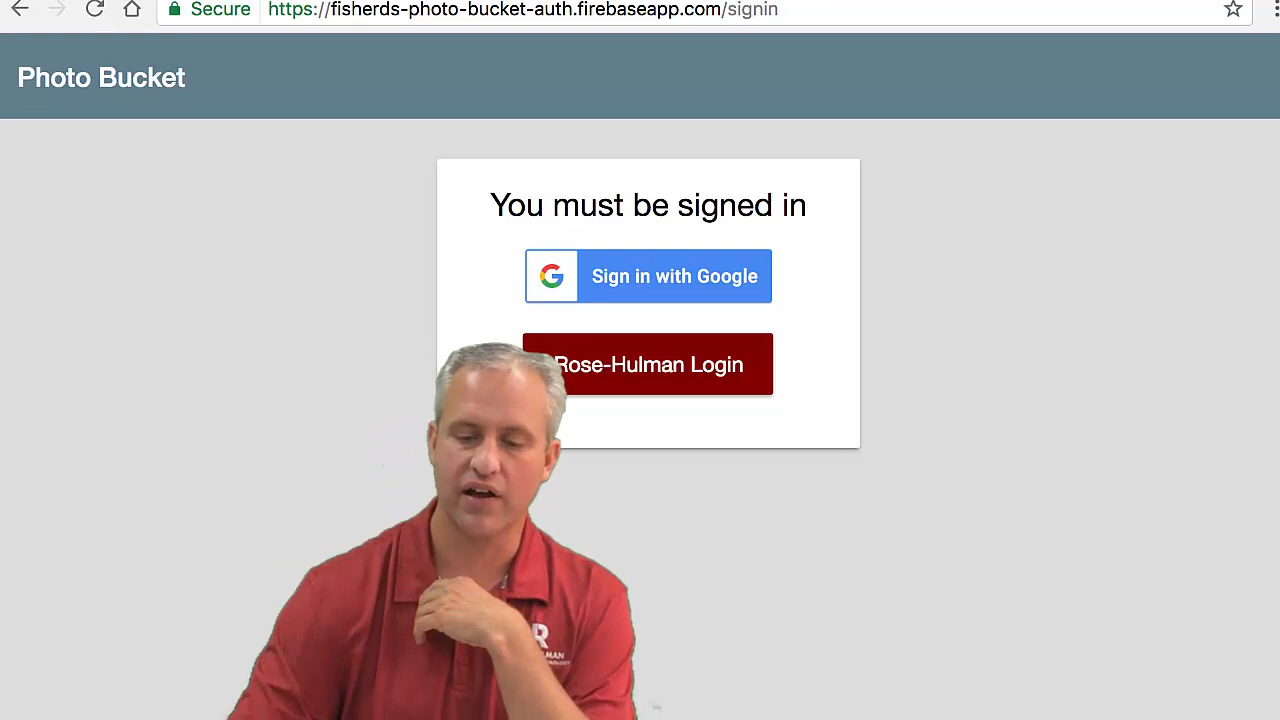 Secure https://fisherds-photo-bucket-auth.firebaseapp.com/signin
Photo Bucket
You must be signed in
Sign in with Google
Rose-Hulman Login
R